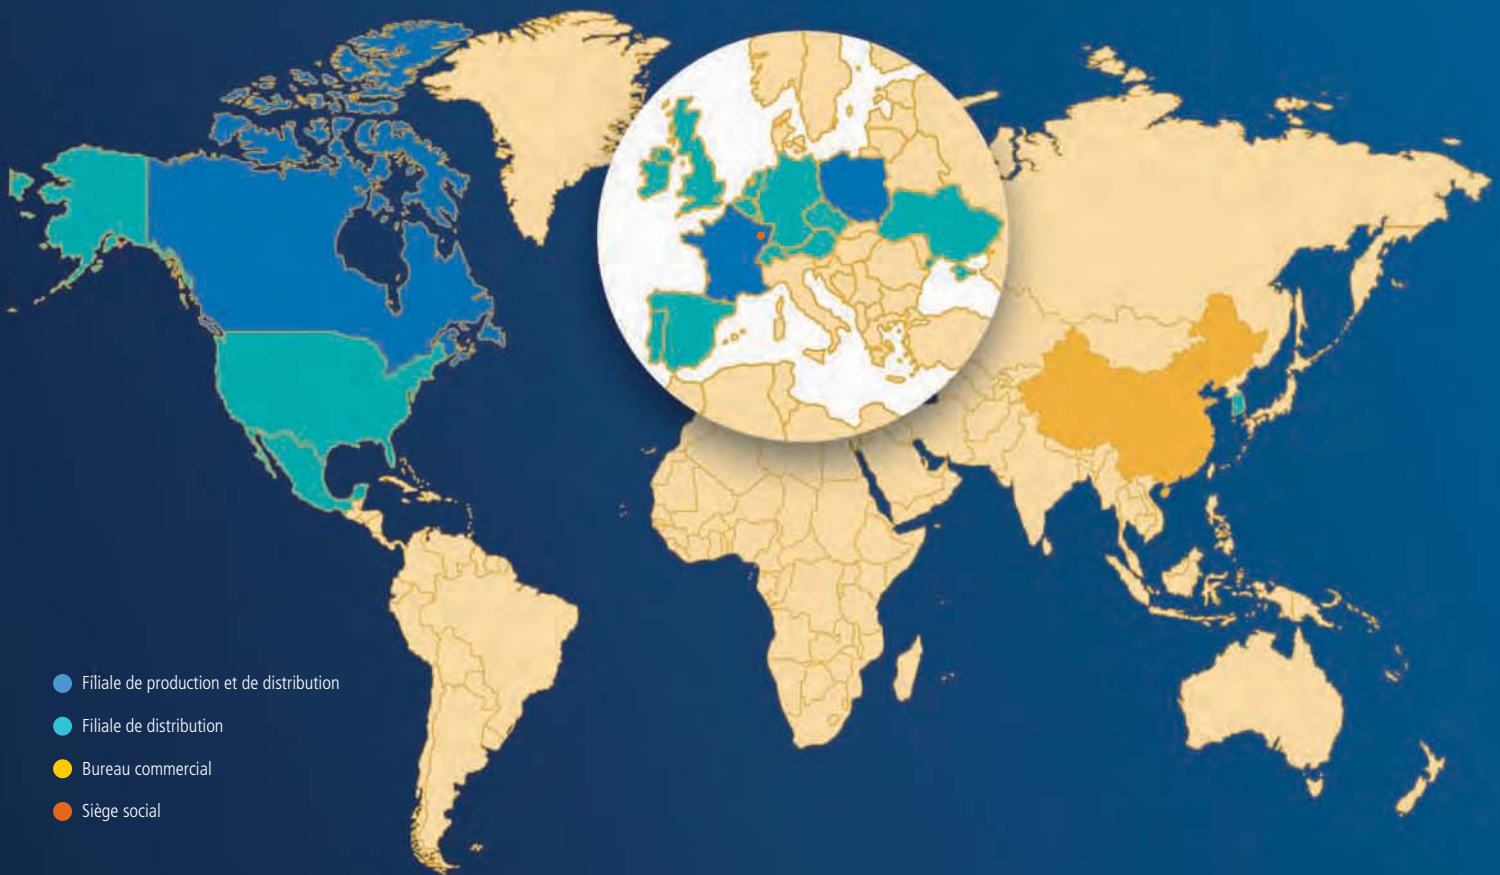 Filiale de production et de distribution
Filiale de distribution
Bureau commercial
Siège social